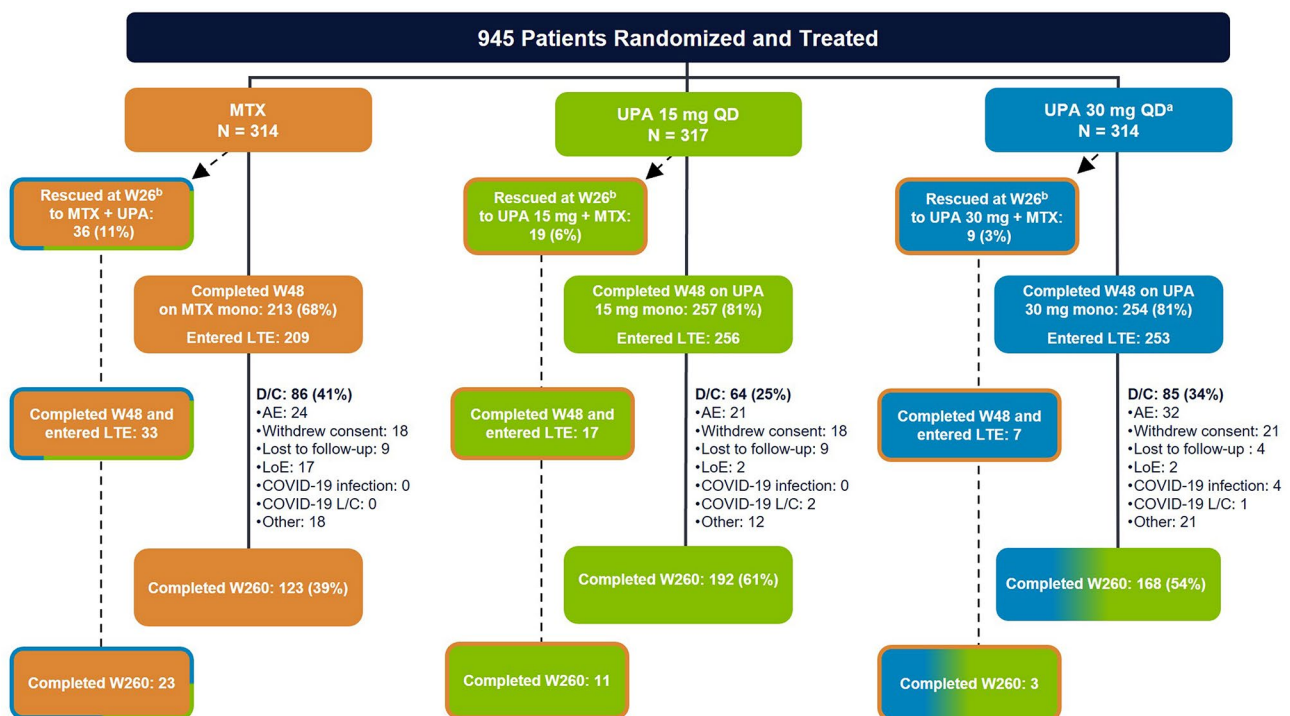 945 Patients Randomized and Treated
MTX
N = 314
UPA 15 mg QD
N = 317
UPA 30 mg QDᵃ
N = 314
Rescued at W26ᵇ
to MTX + UPA:
36 (11%)
Rescued at W26ᵇ
to UPA 15 mg + MTX:
19 (6%)
Rescued at W26ᵇ
to UPA 30 mg + MTX:
9 (3%)
Completed W48
on MTX mono: 213 (68%)
Entered LTE: 209
Completed W48 on UPA
15 mg mono: 257 (81%)
Entered LTE: 256
Completed W48 on UPA
30 mg mono: 254 (81%)
Entered LTE: 253
Completed W48 and
entered LTE: 33
D/C: 86 (41%)
•AE: 24
•Withdrew consent: 18
•Lost to follow-up: 9
•LoE: 17
•COVID-19 infection: 0
•COVID-19 L/C: 0
•Other: 18
Completed W48 and
entered LTE: 17
D/C: 64 (25%)
•AE: 21
•Withdrew consent: 18
•Lost to follow-up: 9
•LoE: 2
•COVID-19 infection: 0
•COVID-19 L/C: 2
•Other: 12
Completed W48 and
entered LTE: 7
D/C: 85 (34%)
•AE: 32
•Withdrew consent: 21
•Lost to follow-up : 4
•LoE: 2
•COVID-19 infection: 4
•COVID-19 L/C: 1
•Other: 21
Completed W260: 123 (39%)
Completed W260: 192 (61%)
Completed W260: 168 (54%)
Completed W260: 23
Completed W260: 11
Completed W260: 3